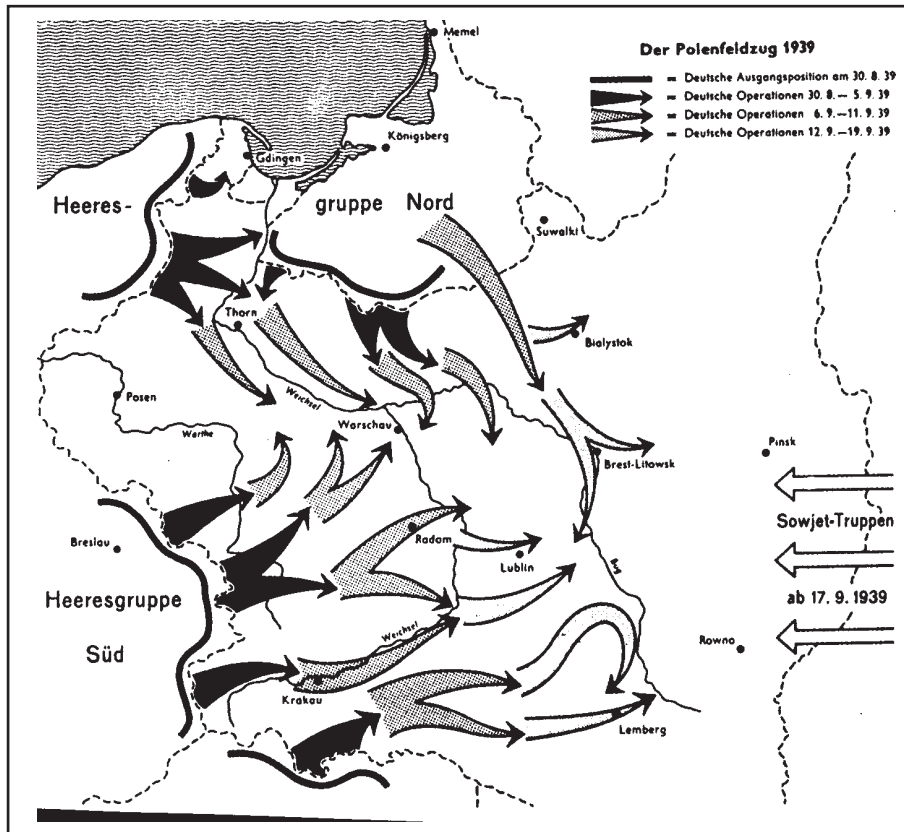 Memel
Der Polenfeldzug 1939
= Deutsche Ausgangsposition am 30. 8. 39
= Deutsche Operationen 30. 8.— 5. 9. 39
= Deutsche Operationen 6. 9.—11. 9. 39
= Deutsche Operationen 12. 9.—19. 9. 39
Königsberg
Gdingen
Heeres-
gruppe Nord
Suwalki
Thorn
Bialystok
Posen
Weichsel
Warthe
Warschau
Brest-Litowsk
Pinsk
Sowjet-Truppen
Breslau
Radom
Lublin
Bug
Heeresgruppe
ab 17. 9. 1939
Süd
Weichsel
Rowno
Krakau
Lemberg